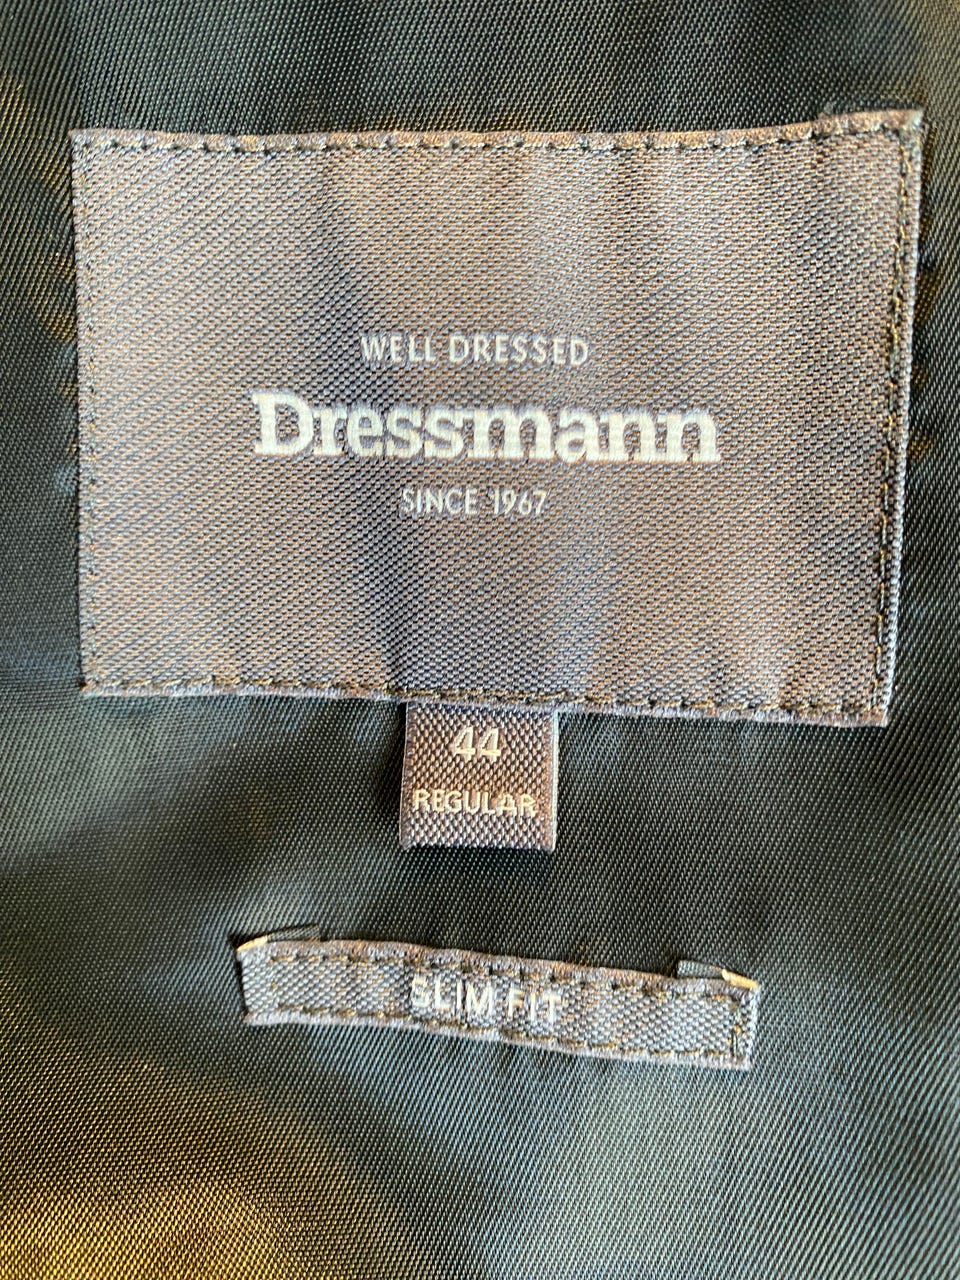 WELL DRESSED
Dressmann
SINCE 1967
44
REGULAR
SLIM FIT